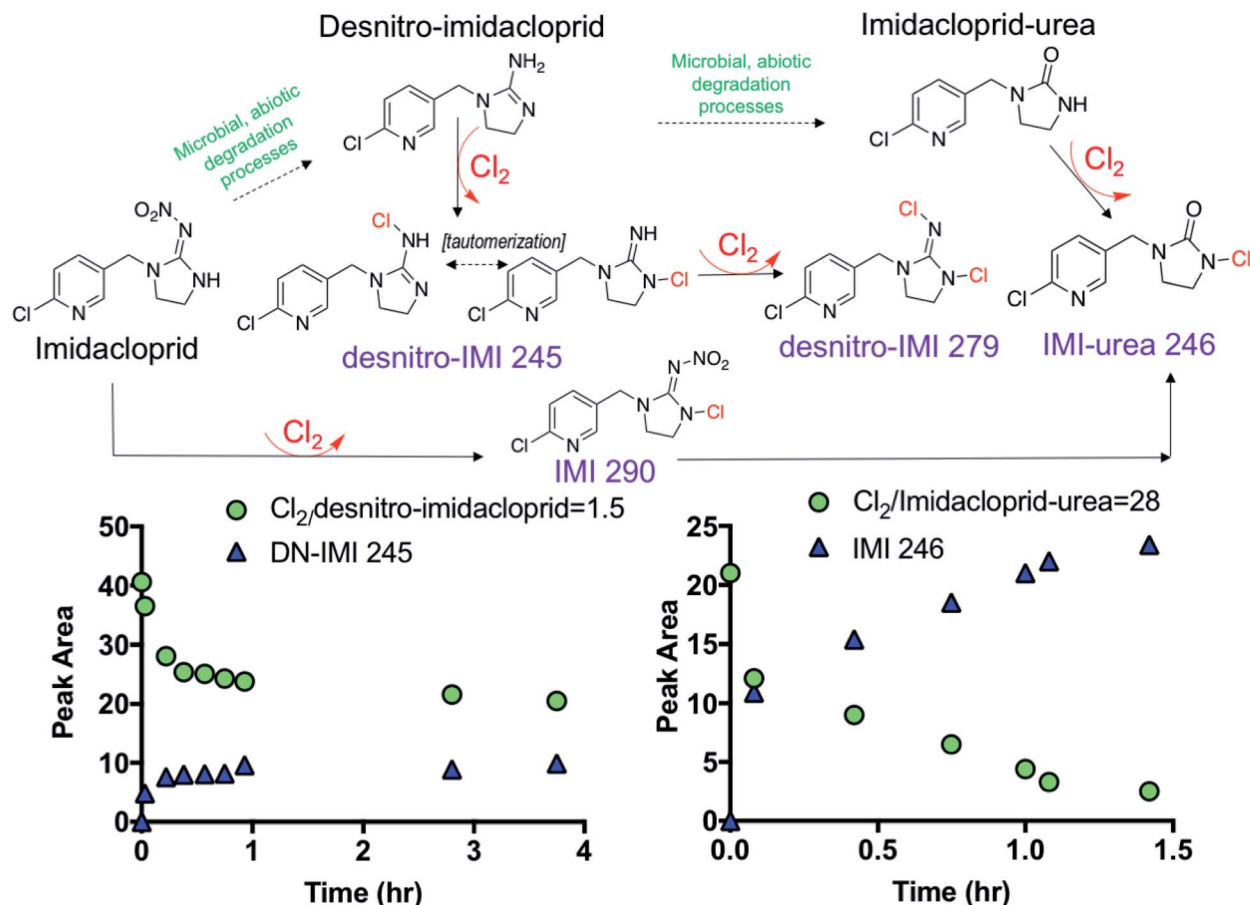 Desnitro-imidacloprid
Imidacloprid-urea
Microbial, abiotic
degradation
processes
NH₂
N
N
Cl
N
Microbial, abiotic
degradation
processes
O
N
NH
Cl
N
Cl₂
Cl₂
O₂N
N
N
N
NH
Cl
N
Imidacloprid
Cl
NH
N
N
Cl
N
[tautomerization]
NH
N
N
Cl
Cl
N
desnitro-IMI 245
Cl₂
Cl
N
N
N
Cl
Cl
N
desnitro-IMI 279
O
N
N
Cl
Cl
N
IMI-urea 246
Cl₂
N
NO₂
N
N
Cl
Cl
N
IMI 290
Cl₂/desnitro-imidacloprid=1.5
DN-IMI 245
50
40
30
20
10
0
Peak Area
0 1 2 3 4
Time (hr)
Cl₂/Imidacloprid-urea=28
IMI 246
25
20
15
10
5
0
Peak Area
0.0 0.5 1.0 1.5
Time (hr)